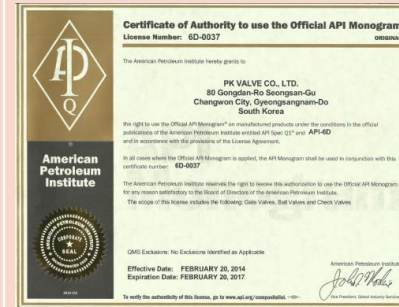 Certificate of Authority to use the Official API Monogram
License Number: 6D-0037
ORIGINAL
The American Petroleum Institute hereby grants to
PK VALVE CO., LTD.
80 Gongdan-Ro Seongsan-Gu
Changwon City, Gyeongsangnam-Do
South Korea
the right to use the Official API Monogram® on manufactured products under the conditions in the official
publications of the American Petroleum Institute entitled API Spec Q1® and API-6D
and in accordance with the provisions of the License Agreement.
In all cases where the Official API Monogram is applied, the API Monogram shall be used in conjunction with this
certificate number: 6D-0037
The American Petroleum Institute reserves the right to revoke this authorization to use the Official API Monogram
for any reason satisfactory to the Board of Directors of the American Petroleum Institute.
The scope of this license includes the following: Gate Valves, Ball Valves and Check Valves
QMS Exclusions: No Exclusions Identified as Applicable
Effective Date: FEBRUARY 20, 2014
Expiration Date: FEBRUARY 20, 2017
To verify the authenticity of this license, go to www.api.org/compositelist.
American Petroleum Institute
Vice President, Global Industry Services
API
Q
American
Petroleum
Institute
CORPORATE
SEAL